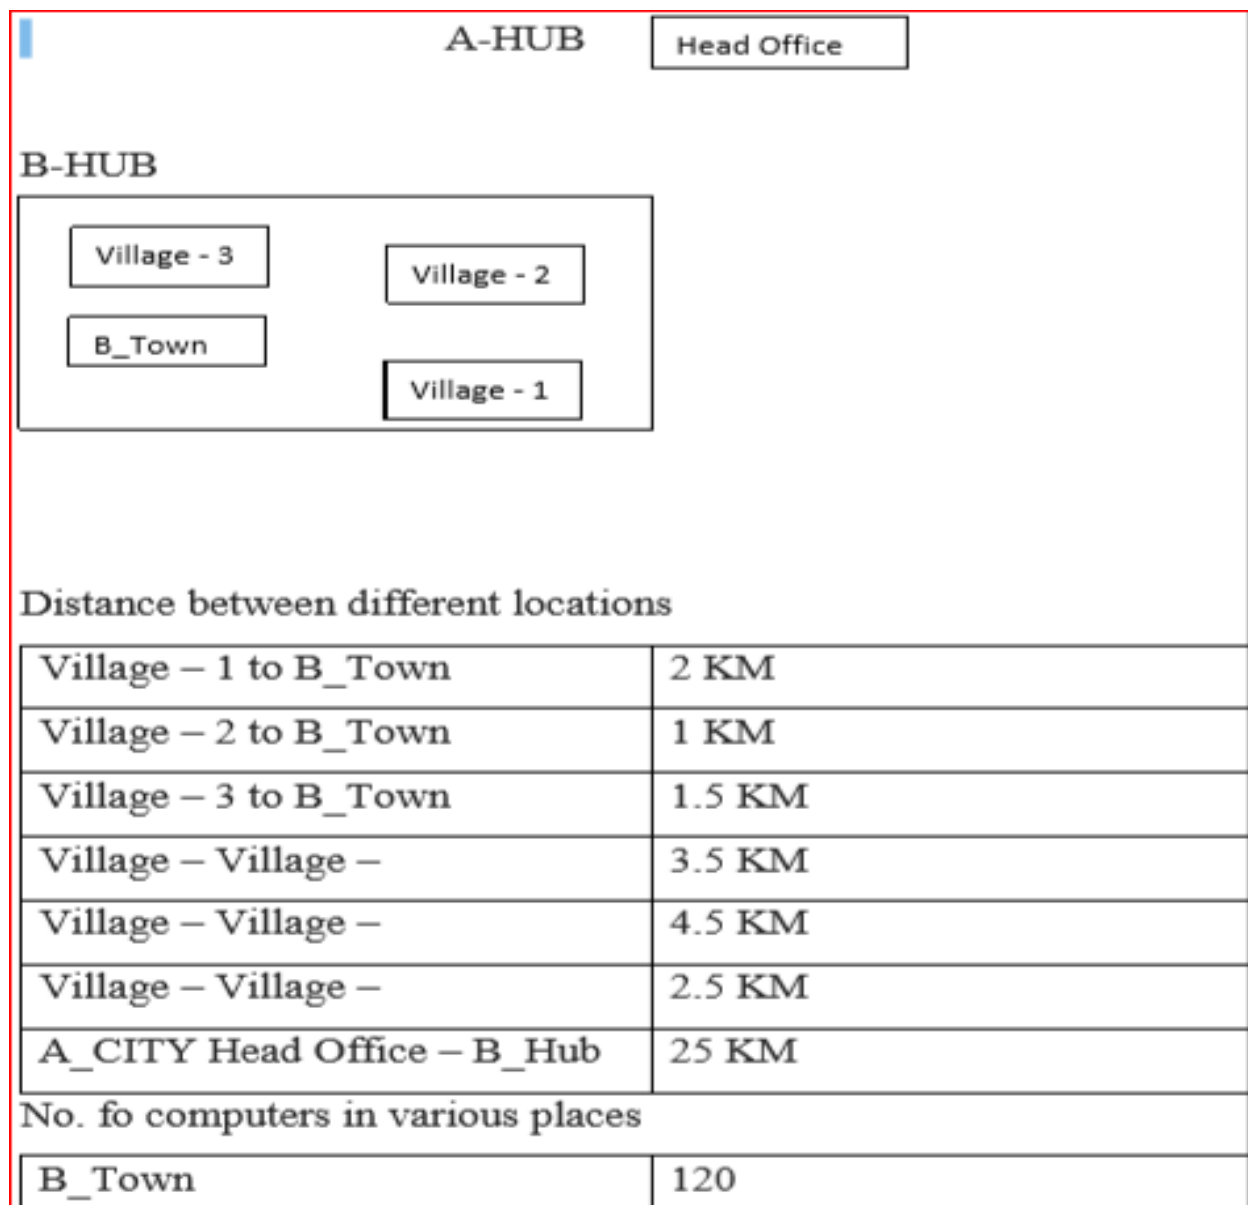 A-HUB Head Office
B-HUB
Village - 3
Village - 2
B_Town
Village - 1
Distance between different locations
Village – 1 to B_Town 2 KM
Village – 2 to B_Town 1 KM
Village – 3 to B_Town 1.5 KM
Village – Village – 3.5 KM
Village – Village – 4.5 KM
Village – Village – 2.5 KM
A_CITY Head Office – B_Hub 25 KM
No. fo computers in various places
B_Town 120